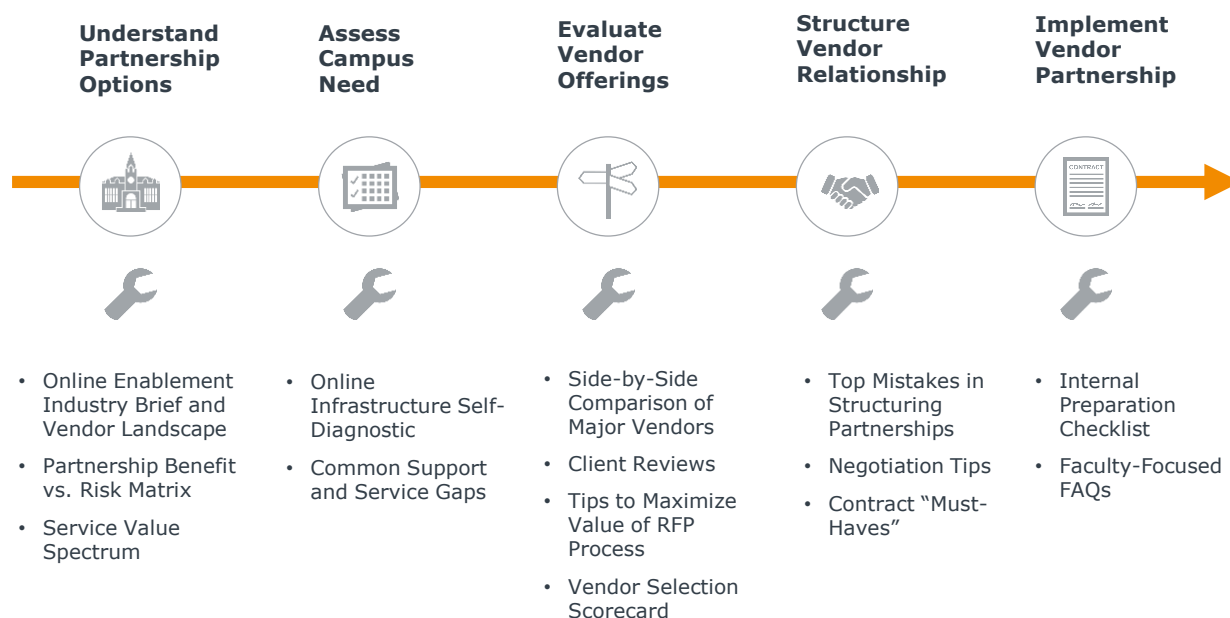 Understand
Partnership
Options
Assess
Campus
Need
Evaluate
Vendor
Offerings
Structure
Vendor
Relationship
Implement
Vendor
Partnership
CONTRACT
• Online Enablement
Industry Brief and
Vendor Landscape
• Partnership Benefit
vs. Risk Matrix
• Service Value
Spectrum
• Online
Infrastructure Self-
Diagnostic
• Common Support
and Service Gaps
• Side-by-Side
Comparison of
Major Vendors
• Client Reviews
• Tips to Maximize
Value of RFP
Process
• Vendor Selection
Scorecard
• Top Mistakes in
Structuring
Partnerships
• Negotiation Tips
• Contract “Must-
Haves”
• Internal
Preparation
Checklist
• Faculty-Focused
FAQs